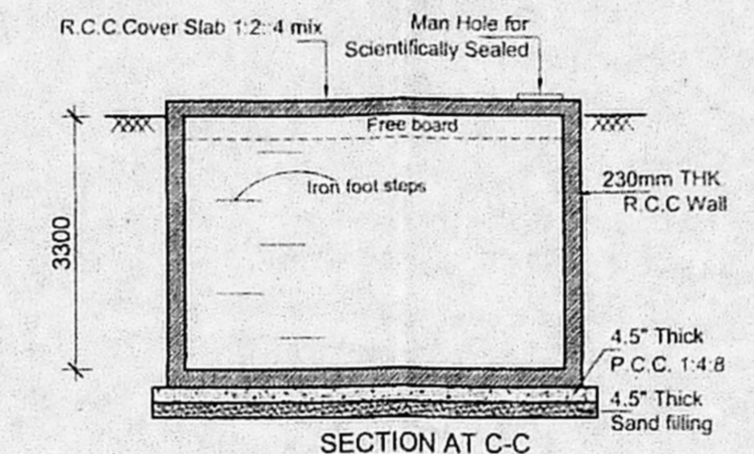 R.C.C.Cover Slab 1:2::4 mix
Man Hole for
Scientifically Sealed
Free board
Iron foot steps
230mm THK.
R.C.C Wall
3300
4.5" Thick
P.C.C. 1:4:8
4.5" Thick
Sand filling
SECTION AT C-C